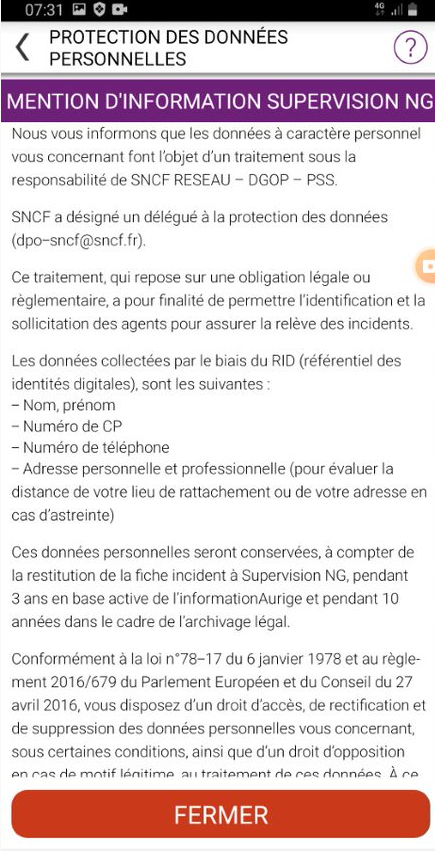 07:31
4G
PROTECTION DES DONNÉES
PERSONNELLES
?
MENTION D'INFORMATION SUPERVISION NG
Nous vous informons que les données à caractère personnel
vous concernant font l'objet d'un traitement sous la
responsabilité de SNCF RESEAU – DGOP – PSS.
SNCF a désigné un délégué à la protection des données
(dpo-sncf@sncf.fr).
Ce traitement, qui repose sur une obligation légale ou
règlementaire, a pour finalité de permettre l'identification et la
sollicitation des agents pour assurer la relève des incidents.
Les données collectées par le biais du RID (référentiel des
identités digitales), sont les suivantes :
– Nom, prénom
– Numéro de CP
– Numéro de téléphone
– Adresse personnelle et professionnelle (pour évaluer la
distance de votre lieu de rattachement ou de votre adresse en
cas d'astreinte)
Ces données personnelles seront conservées, à compter de
la restitution de la fiche incident à Supervision NG, pendant
3 ans en base active de l'informationAurige et pendant 10
années dans le cadre de l'archivage légal.
Conformément à la loi n°78-17 du 6 janvier 1978 et au règle-
ment 2016/679 du Parlement Européen et du Conseil du 27
avril 2016, vous disposez d'un droit d'accès, de rectification et
de suppression des données personnelles vous concernant,
sous certaines conditions, ainsi que d'un droit d'opposition
en cas de motif légitime, au traitement de ces données. À ce
FERMER